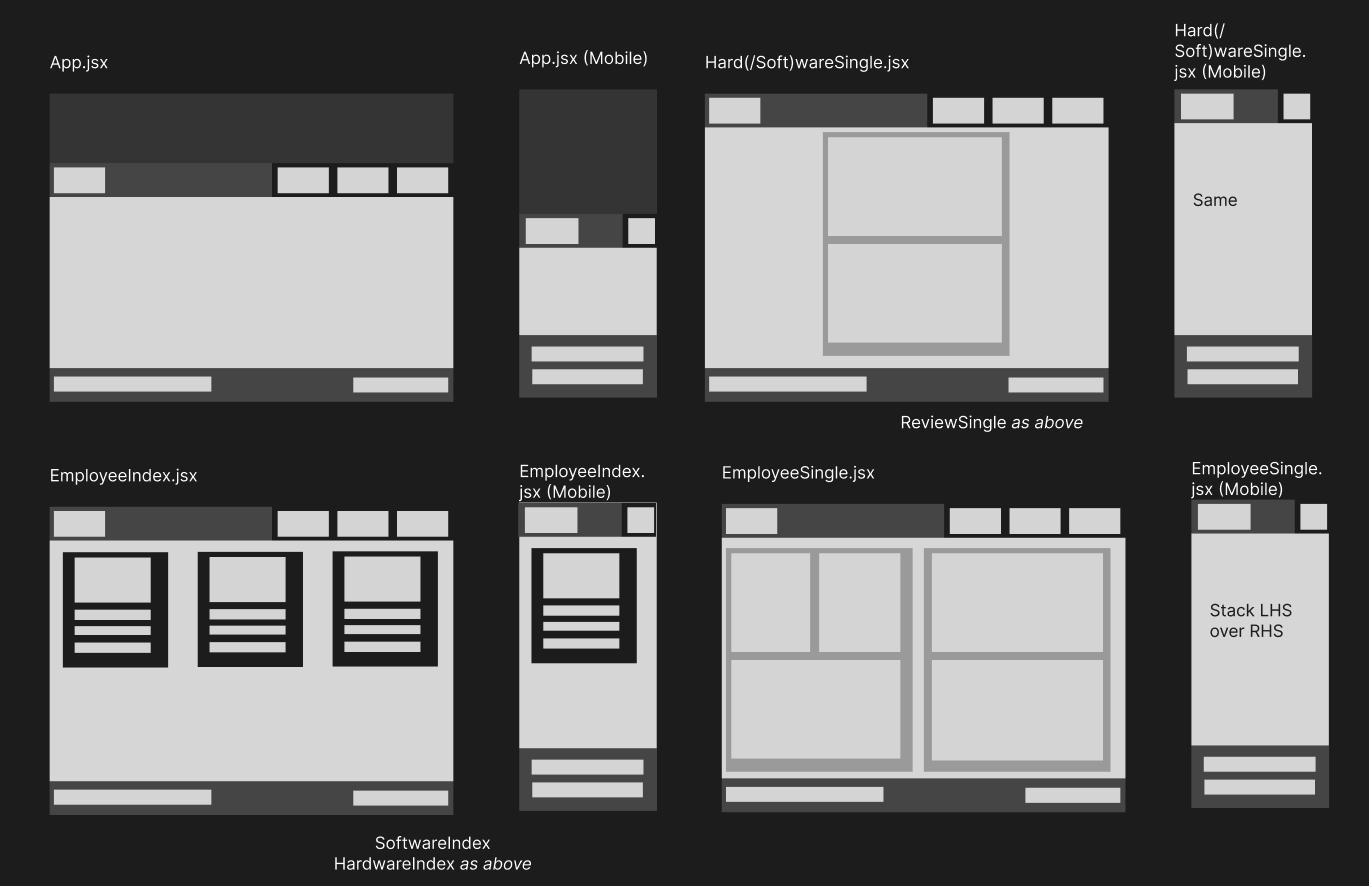 App.jsx
App.jsx (Mobile)
Hard(/Soft)wareSingle.jsx
Hard(/
Soft)wareSingle.
jsx (Mobile)
Same
ReviewSingle as above
EmployeeIndex.jsx
EmployeeIndex.
jsx (Mobile)
EmployeeSingle.jsx
EmployeeSingle.
jsx (Mobile)
Stack LHS
over RHS
SoftwareIndex
HardwareIndex as above